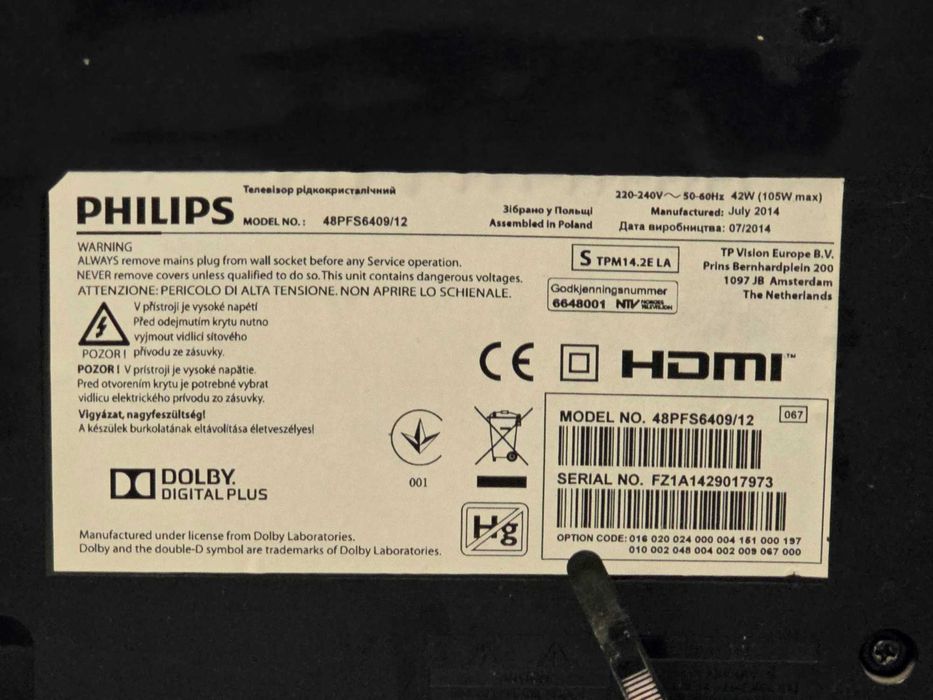 Телевізор рідкокристалічний
PHILIPS
MODEL NO.: 48PFS6409/12
Зібрано у Польщі
Assembled in Poland
220-240V～ 50-60Hz 42W (105W max)
Manufactured: July 2014
Дата виробництва: 07/2014
WARNING
ALWAYS remove mains plug from wall socket before any Service operation.
NEVER remove covers unless qualified to do so. This unit contains dangerous voltages.
ATTENZIONE: PERICOLO DI ALTA TENSIONE. NON APRIRE LO SCHIENALE.
V přístroji je vysoké napětí
Před odejmutím krytu nutno
vyjmout vidlici síťového
POZOR ! přívodu ze zásuvky.
POZOR ! V prístroji je vysoké napätie.
Pred otvorením krytu je potrebné vybrat
vidlicu elektrického prívodu zo zásuvky.
Vigyázat, nagyfeszültség!
A készülek burkolatának eltávolítása életveszélyes!
S TPM14.2E LA
TP Vision Europe B.V.
Prins Bernhardplein 200
1097 JB Amsterdam
The Netherlands
Godkjenningsnummer
6648001 NTV NORGES TELEVISJON
CE HDMI™
001
Hg
DOLBY.
DIGITAL PLUS
Manufactured under license from Dolby Laboratories.
Dolby and the double-D symbol are trademarks of Dolby Laboratories.
MODEL NO. 48PFS6409/12 067
SERIAL NO. FZ1A1429017973
OPTION CODE: 016 020 024 000 004 151 000 197
010 002 048 004 002 009 067 000